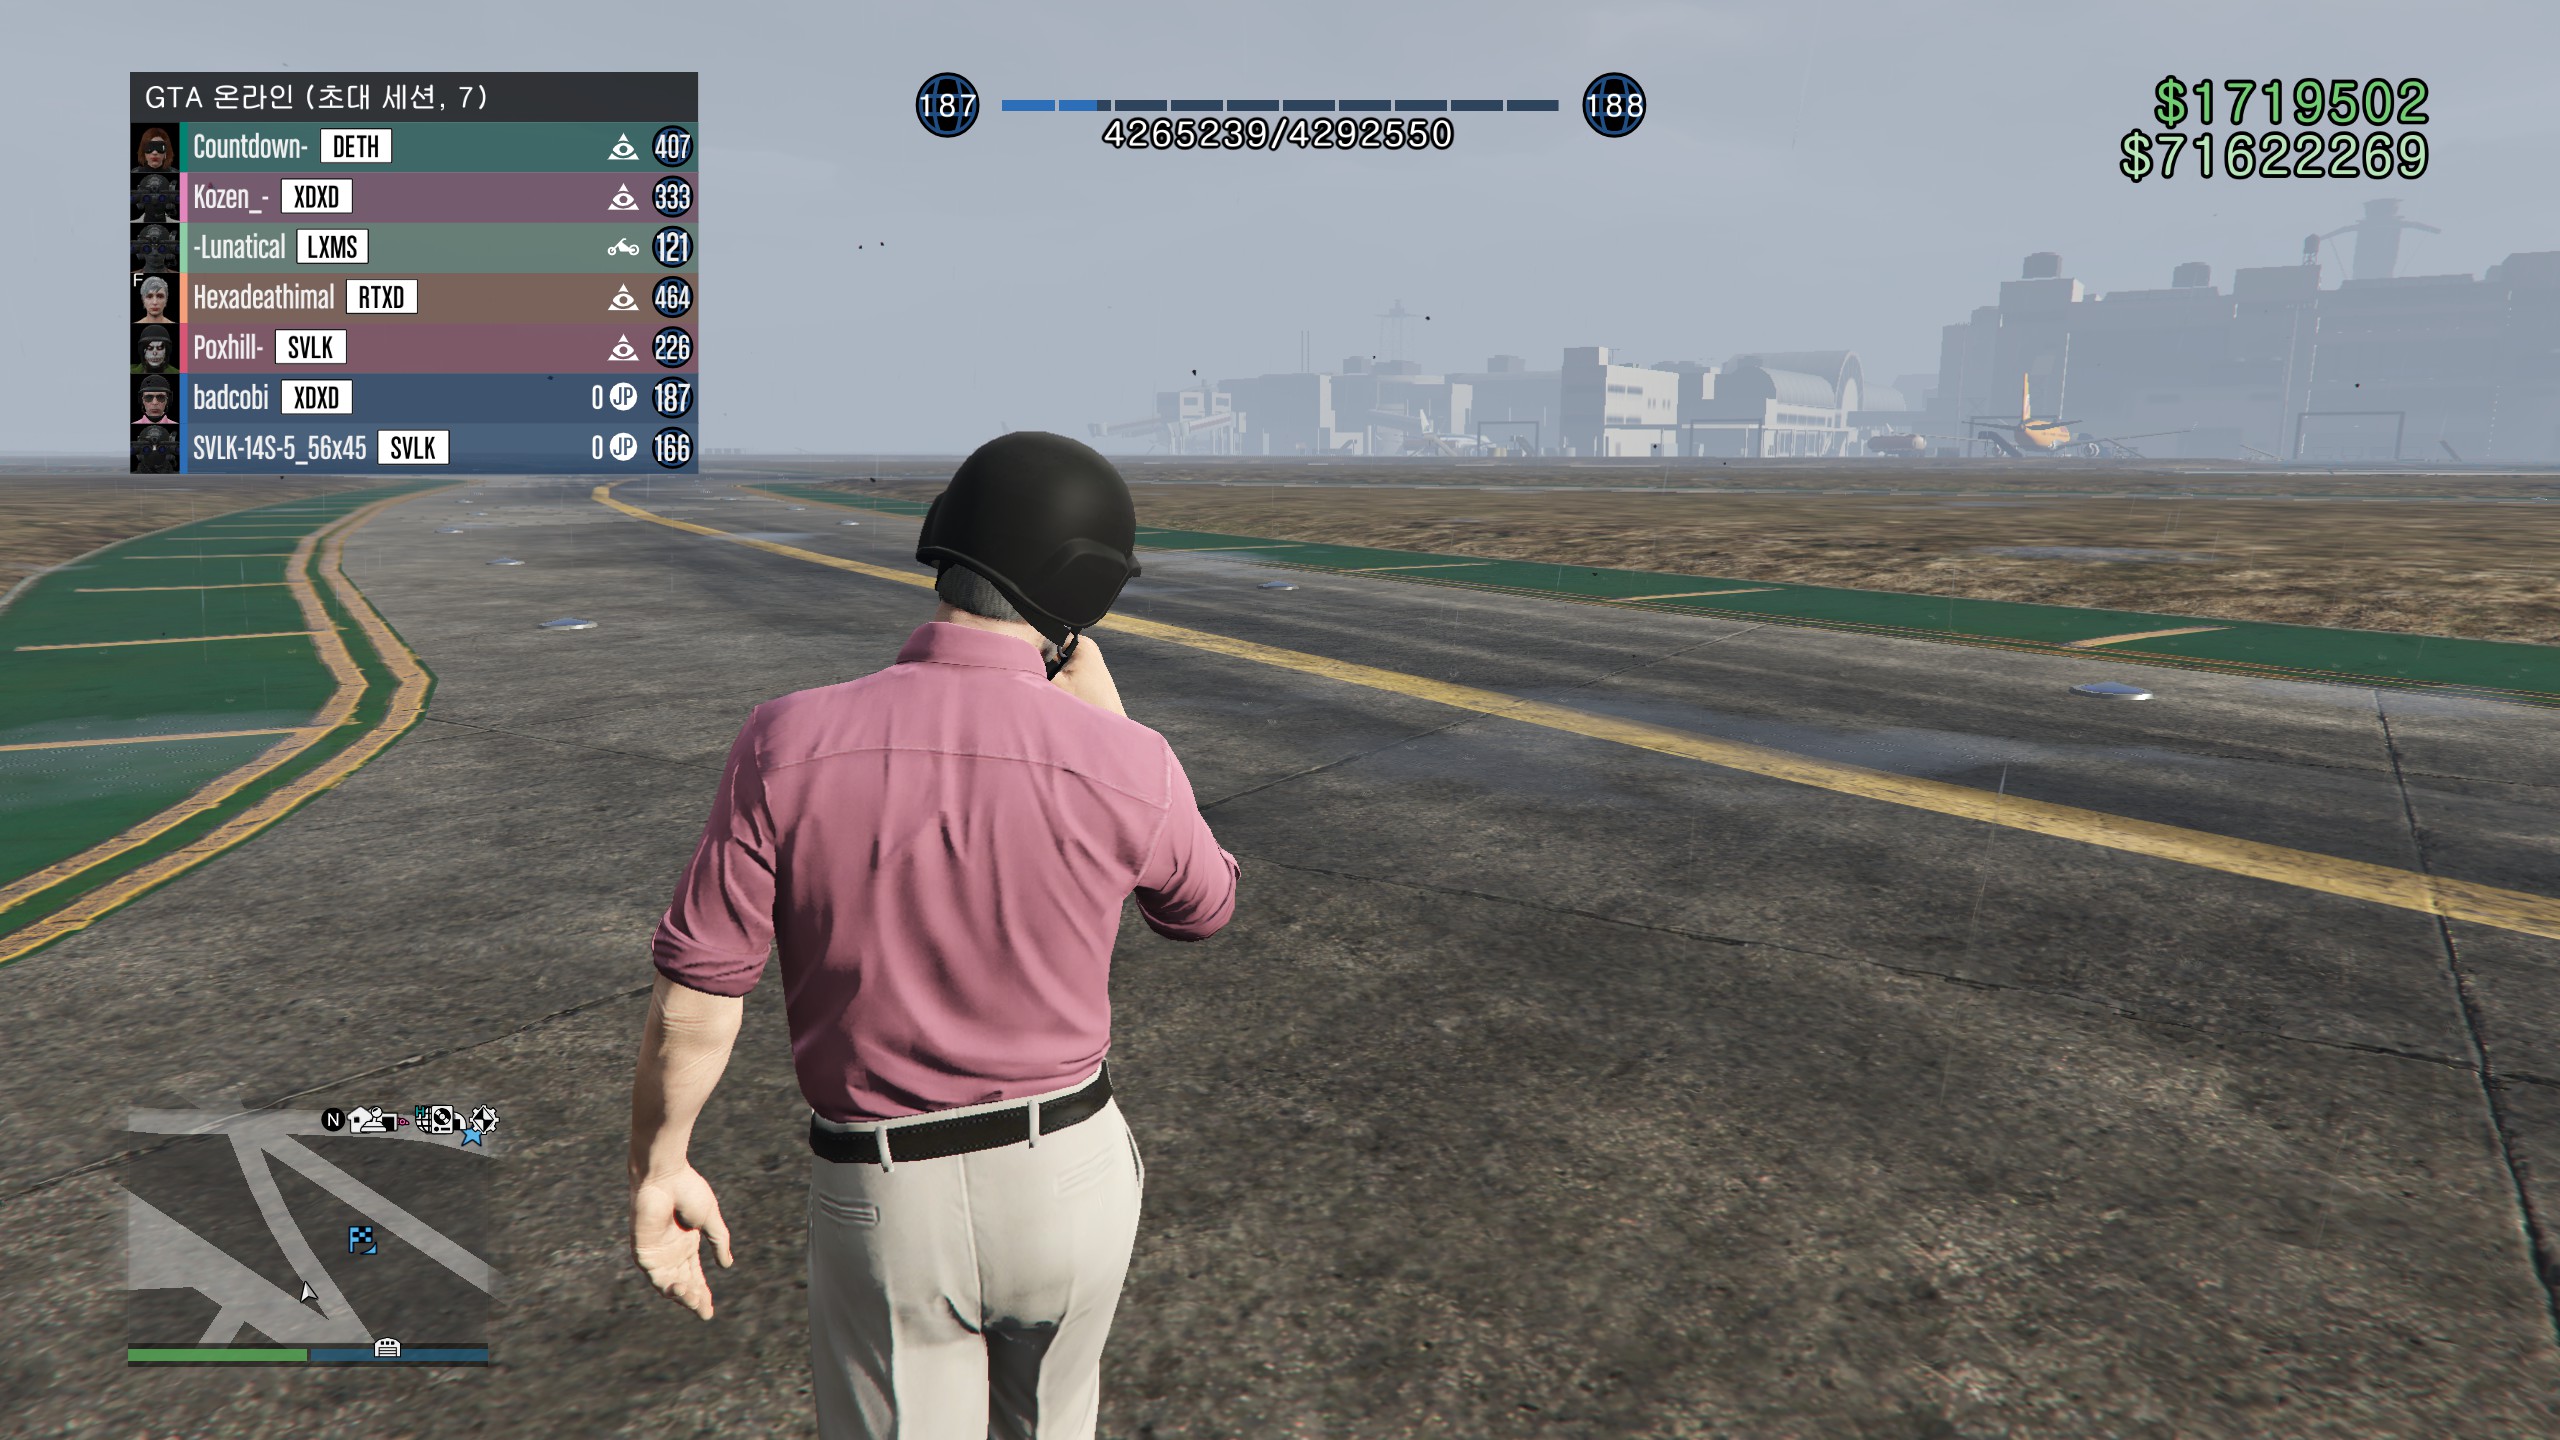 GTA 온라인 (초대 세션, 7)
Countdown- DETH 407
Kozen_- XDXD 333
-Lunatical LXMS 121
F Hexadeathimal RTXD 464
Poxhill- SVLK 226
badcobi XDXD 0 JP 187
SVLK-14S-5_56x45 SVLK 0 JP 166
187 188
4265239/4292550
$1719502
$71622269
N
H